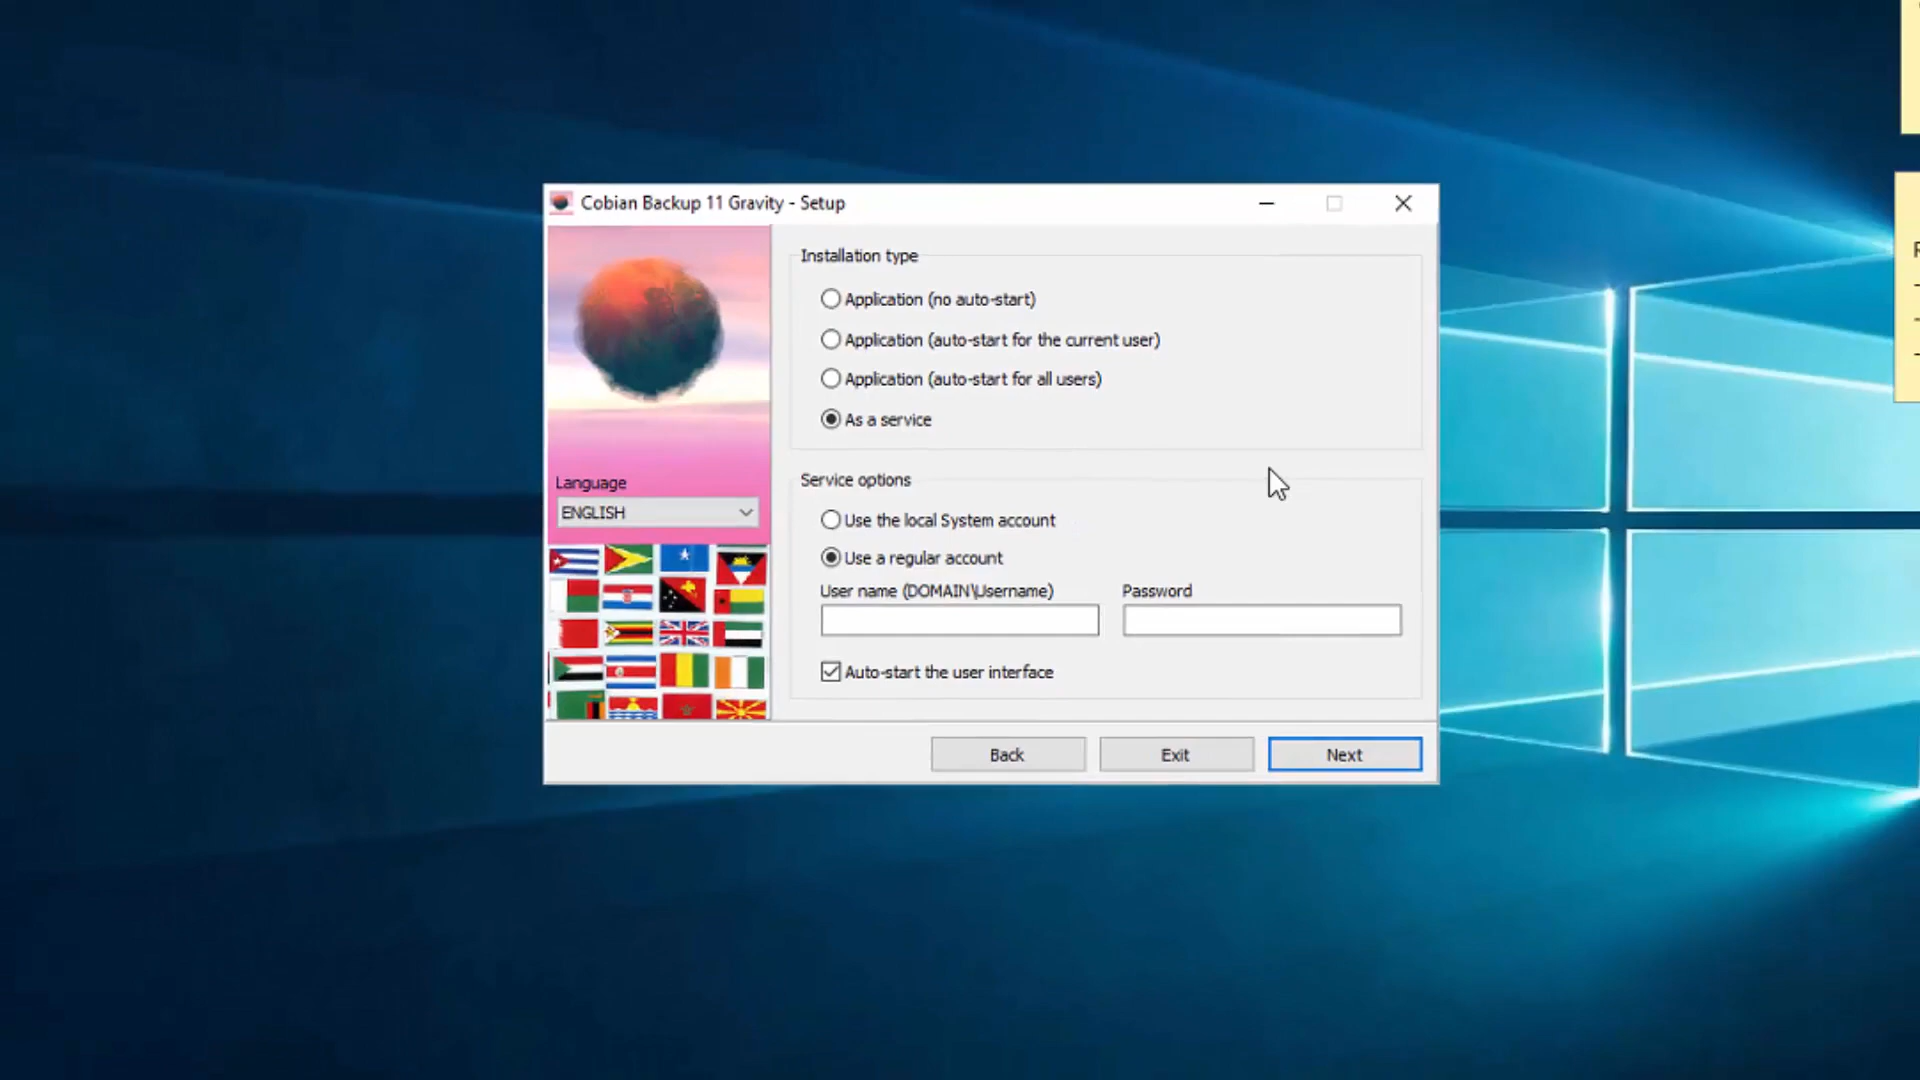 Cobian Backup 11 Gravity - Setup
Installation type
Application (no auto-start)
Application (auto-start for the current user)
Application (auto-start for all users)
As a service
Language
ENGLISH
Service options
Use the local System account
Use a regular account
User name (DOMAIN\Username)
Password
Auto-start the user interface
Back
Exit
Next